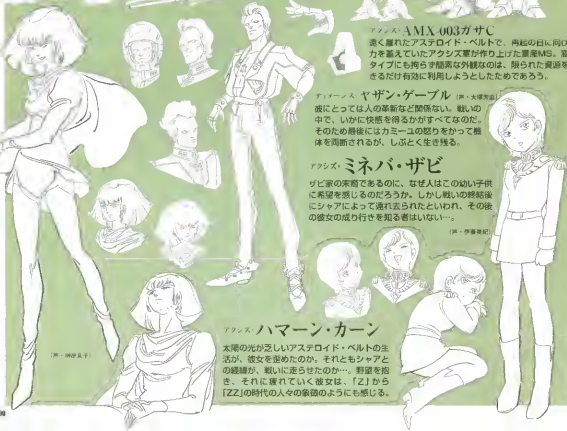 アクシズ・AMX-003ガザC
遠く離れたアステロイド・ベルトで、再起の日に向け
力を蓄えていたアクシズ軍が作り上げた量産MS。
タイプにも拘らず簡素な外観なのは、限られた資源を
きるだけ有効に利用しようとしたためであろう。
ティターンズ・ヤザン・ゲーブル (声・大塚芳忠)
彼にとっては人の革新など関係ない。戦いの
中で、いかに快感を得るかがすべてなのだ。
そのため最後にはカミーユの怒りをかって機
体を両断されるが、しぶとく生き残る。
アクシズ・ミネバ・ザビ
ザビ家の末裔であるのに、なぜ人はこの幼い子供
に希望を感じるのだろうか。しかし戦いの終結後
にシャアによって連れ去られたといわれ、その後
の彼女の成り行きを知る者はいない…。
(声・伊藤美紀)
アクシズ・ハマーン・カーン
太陽の光が乏しいアステロイド・ベルトの生
活が、彼女を歪めたのか。それともシャアと
の経緯が、戦いに走らせたのか…。野望を抱
き、それに疲れていく彼女は、「Z」から
「ZZ」の時代の人々の象徴のようにも感じる。
(声・榊原良子)